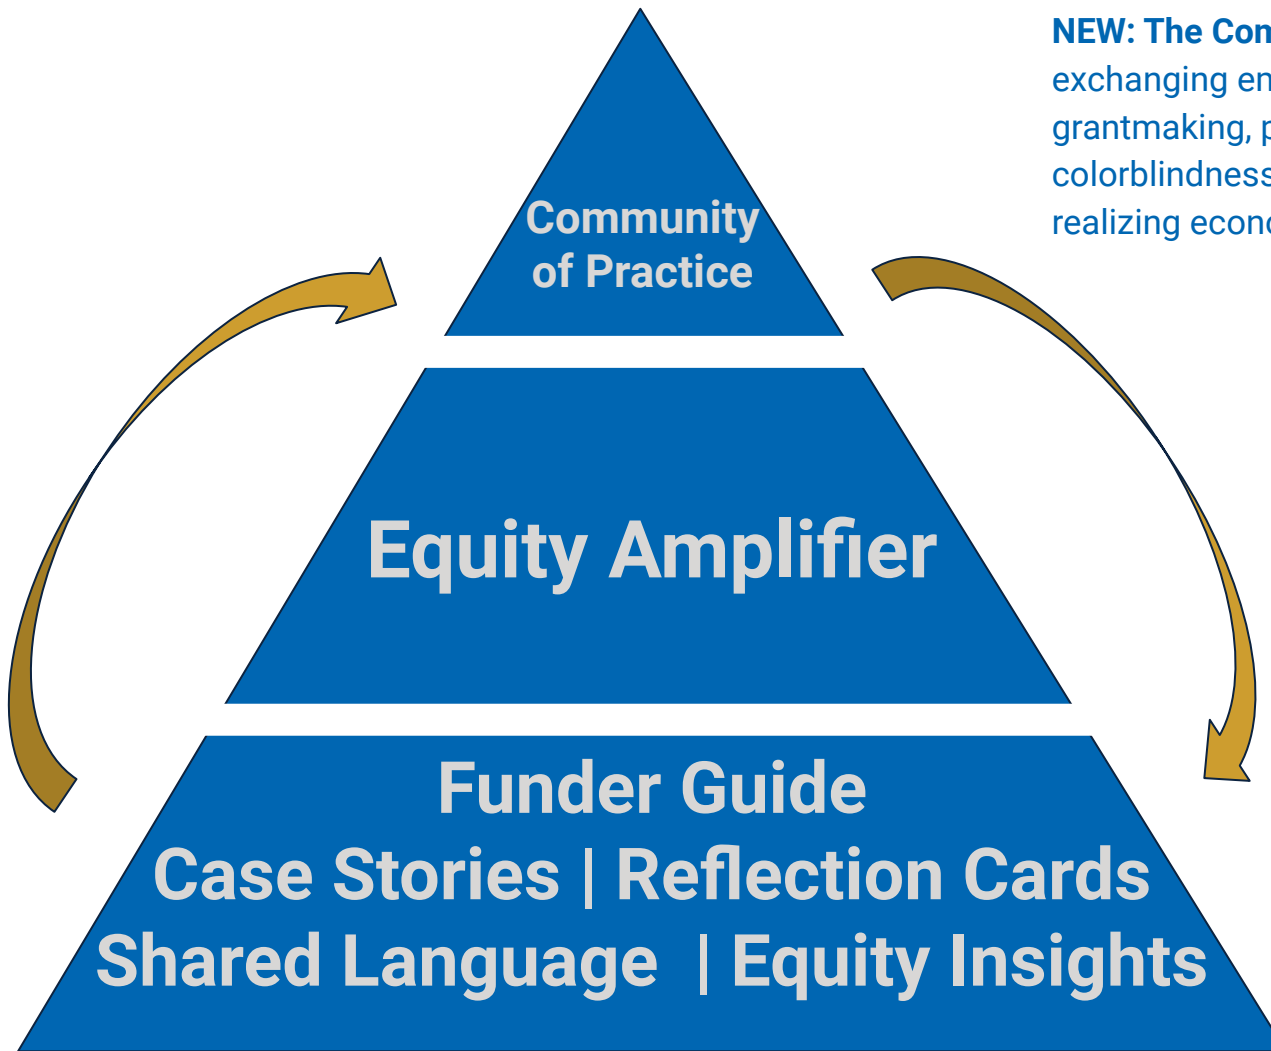 NEW: The Com
exchanging en
grantmaking, p
colorblindness
realizing econo
Community
of Practice
Equity Amplifier
Funder Guide
Case Stories | Reflection Cards
Shared Language | Equity Insights